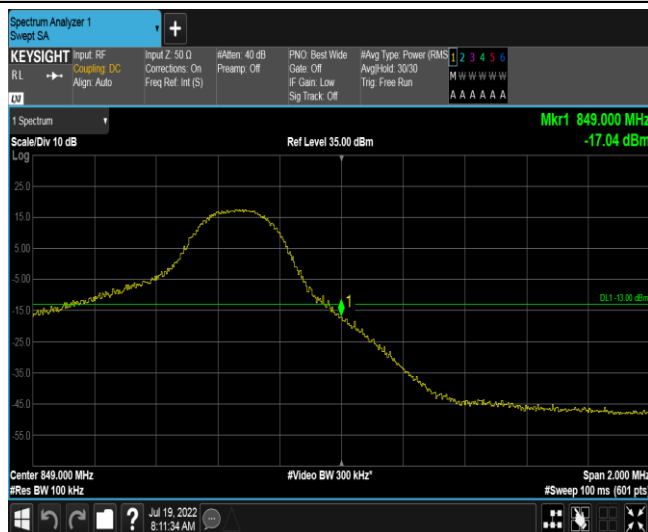 Spectrum Analyzer 1
Swept SA
+
KEYSIGHT
RL
LXI
Input: RF
Coupling: DC
Align: Auto
Input Z: 50 Ω
Corrections: On
Freq Ref: Int (S)
#Atten: 40 dB
Preamp: Off
PNO: Best Wide
Gate: Off
IF Gain: Low
Sig Track: Off
#Avg Type: Power (RMS
Avg|Hold: 30/30
Trig: Free Run
1 2 3 4 5 6
M W W W W W
A A A A A A
1 Spectrum
Scale/Div 10 dB
Ref Level 35.00 dBm
Mkr1 849.000 MHz
-17.04 dBm
Log
25.0
15.0
5.00
-5.00
-15.0
-25.0
-35.0
-45.0
-55.0
1
DL1 -13.00 dBm
Center 849.000 MHz
#Video BW 300 kHz*
Span 2.000 MHz
#Res BW 100 kHz
#Sweep 100 ms (601 pts)
?
Jul 19, 2022
8:11:34 AM